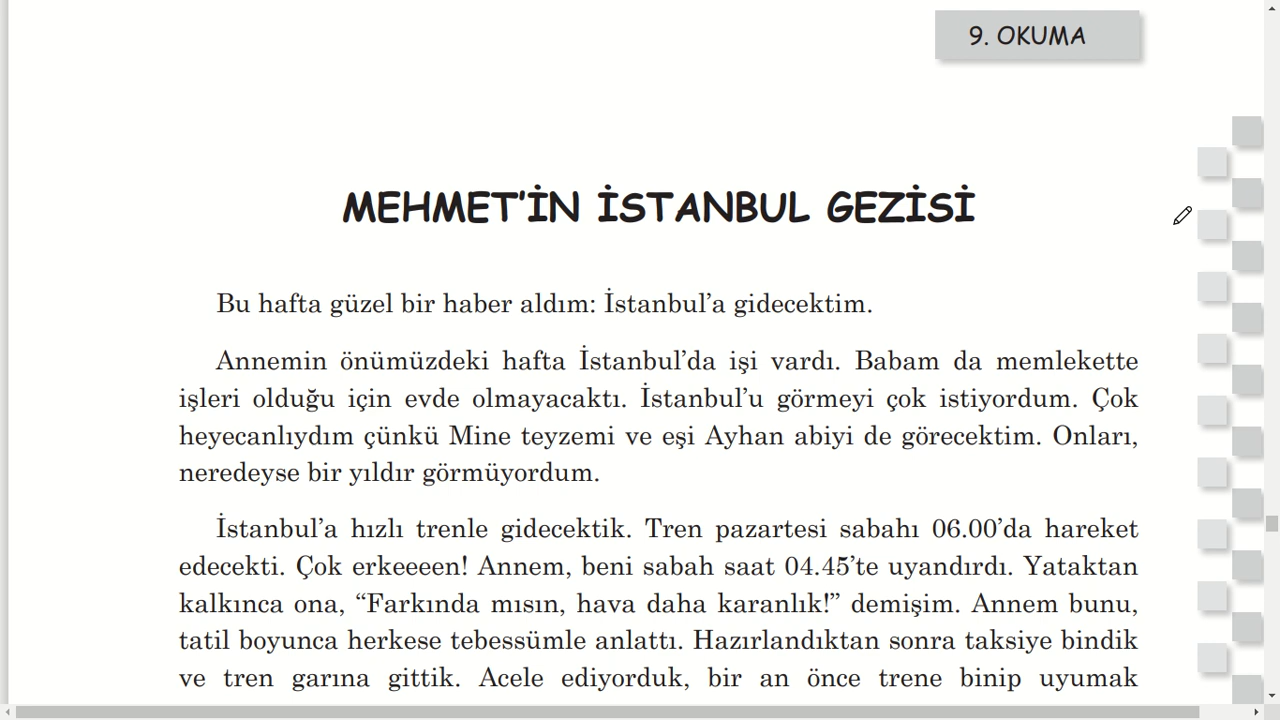 9. OKUMA
MEHMET’İN İSTANBUL GEZİSİ
Bu hafta güzel bir haber aldım: İstanbul’a gidecektim.
Annemin önümüzdeki hafta İstanbul’da işi vardı. Babam da memlekette
işleri olduğu için evde olmayacaktı. İstanbul’u görmeyi çok istiyordum. Çok
heyecanlıydım çünkü Mine teyzemi ve eşi Ayhan abiyi de görecektim. Onları,
neredeyse bir yıldır görmüyordum.
İstanbul’a hızlı trenle gidecektik. Tren pazartesi sabahı 06.00’da hareket
edecekti. Çok erkeeeen! Annem, beni sabah saat 04.45’te uyandırdı. Yataktan
kalkınca ona, “Farkında mısın, hava daha karanlık!” demişim. Annem bunu,
tatil boyunca herkese tebessümle anlattı. Hazırlandıktan sonra taksiye bindik
ve tren garına gittik. Acele ediyorduk, bir an önce trene binip uyumak